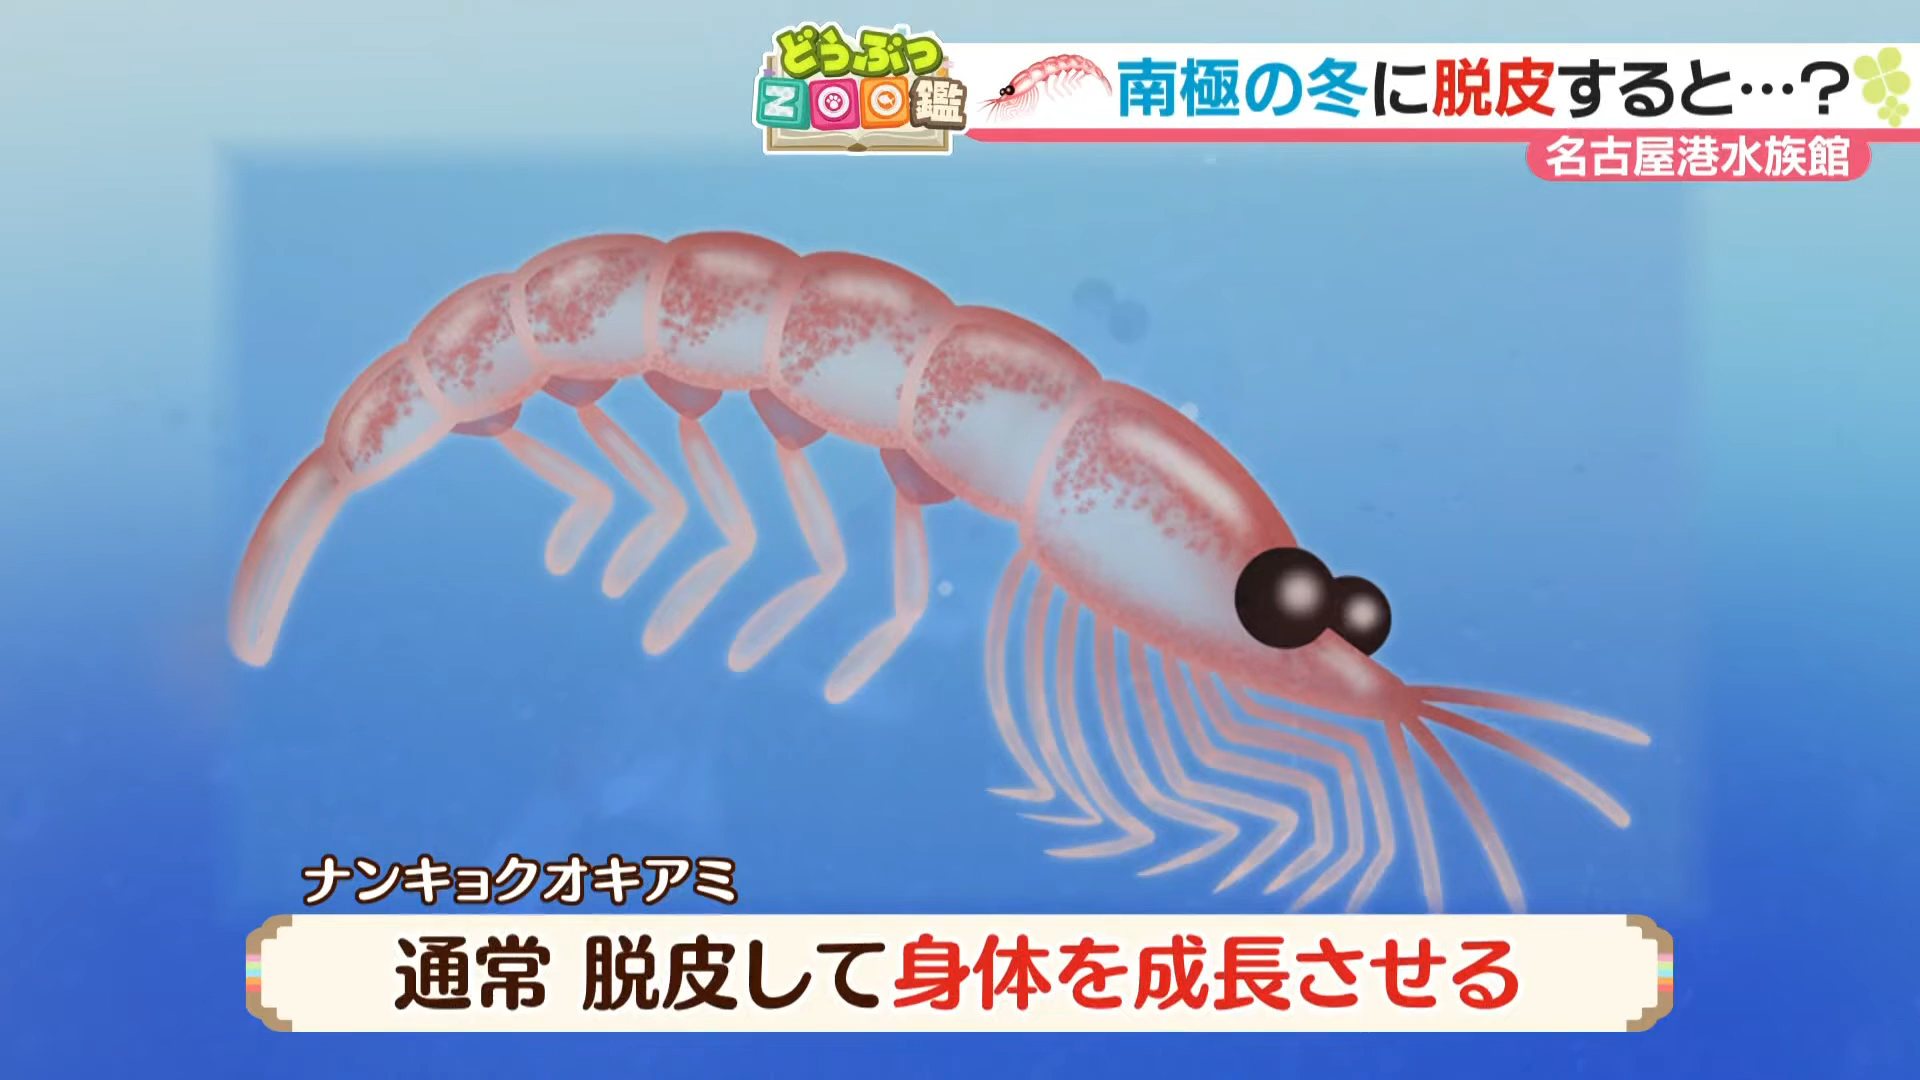 どうぶつ
ZOO鑑
南極の冬に脱皮すると…?
名古屋港水族館
ナンキョクオキアミ
通常 脱皮して身体を成長させる